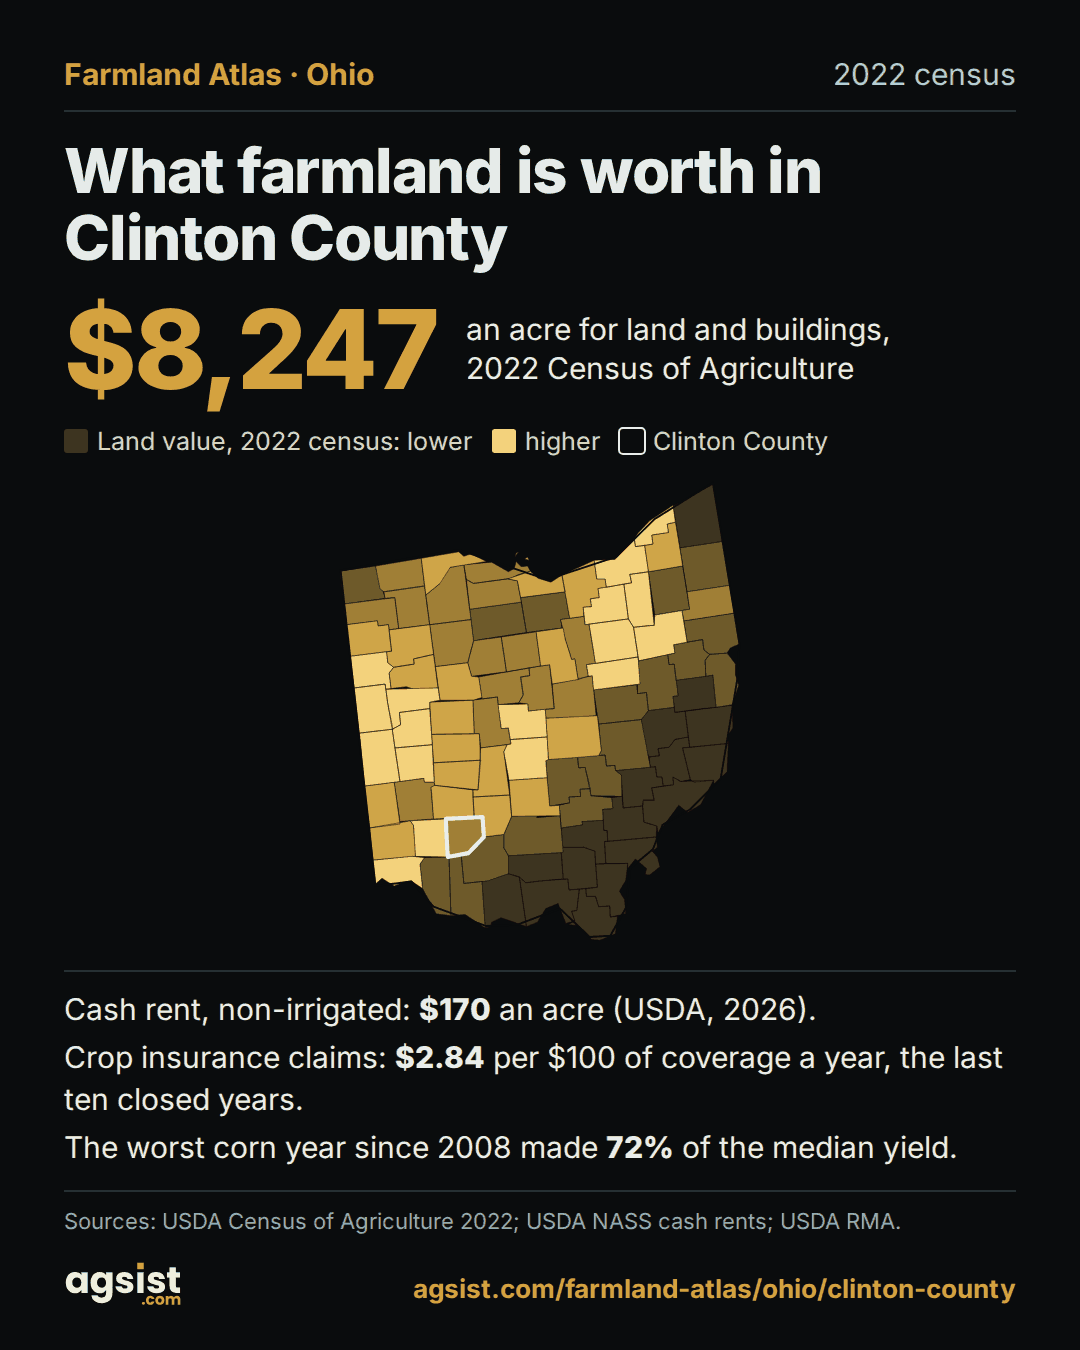 Farmland Atlas · Ohio
2022 census
What farmland is worth in
Clinton County
$8,247
an acre for land and buildings,
2022 Census of Agriculture
Land value, 2022 census: lower
higher
Clinton County
Cash rent, non-irrigated: $170 an acre (USDA, 2026).
Crop insurance claims: $2.84 per $100 of coverage a year, the last
ten closed years.
The worst corn year since 2008 made 72% of the median yield.
Sources: USDA Census of Agriculture 2022; USDA NASS cash rents; USDA RMA.
agsist
.com
agsist.com/farmland-atlas/ohio/clinton-county